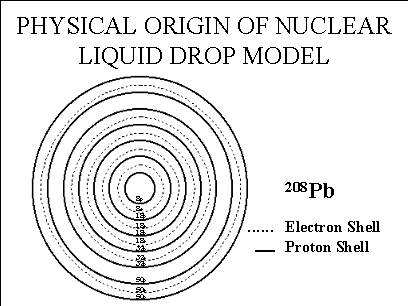 PHYSICAL ORIGIN OF NUCLEAR
LIQUID DROP MODEL
²⁰⁸Pb
Electron Shell
Proton Shell